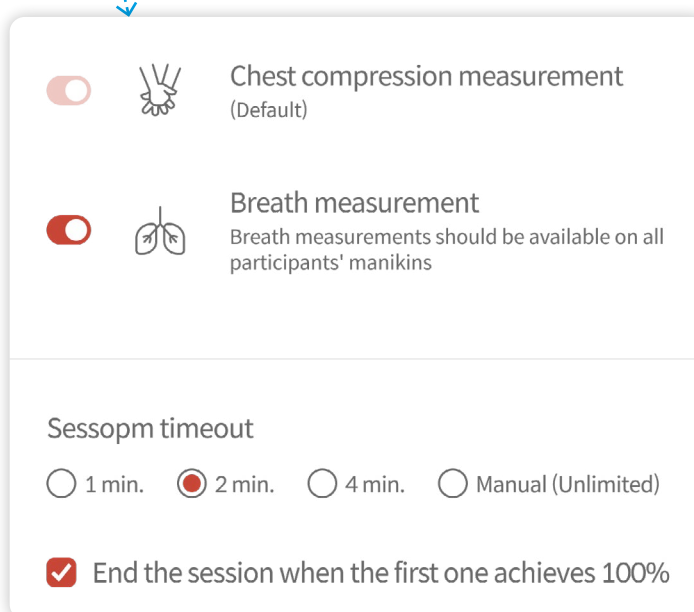 Chest compression measurement
(Default)
Breath measurement
Breath measurements should be available on all
participants' manikins
Sessopm timeout
1 min.
2 min.
4 min.
Manual (Unlimited)
End the session when the first one achieves 100%